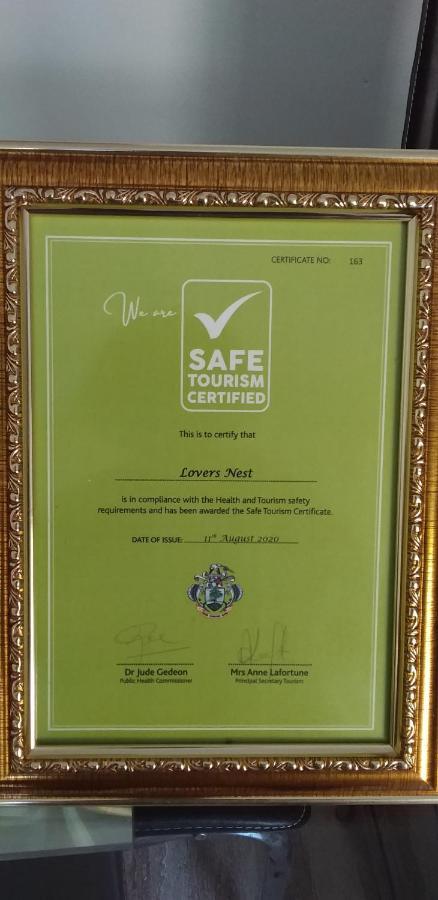 CERTIFICATE NO: 163
We are
SAFE
TOURISM
CERTIFIED
This is to certify that
Lovers Nest
is in compliance with the Health and Tourism safety
requirements and has been awarded the Safe Tourism Certificate.
DATE OF ISSUE: 11th August 2020
Dr Jude Gedeon
Public Health Commissioner
Mrs Anne Lafortune
Principal Secretary Tourism